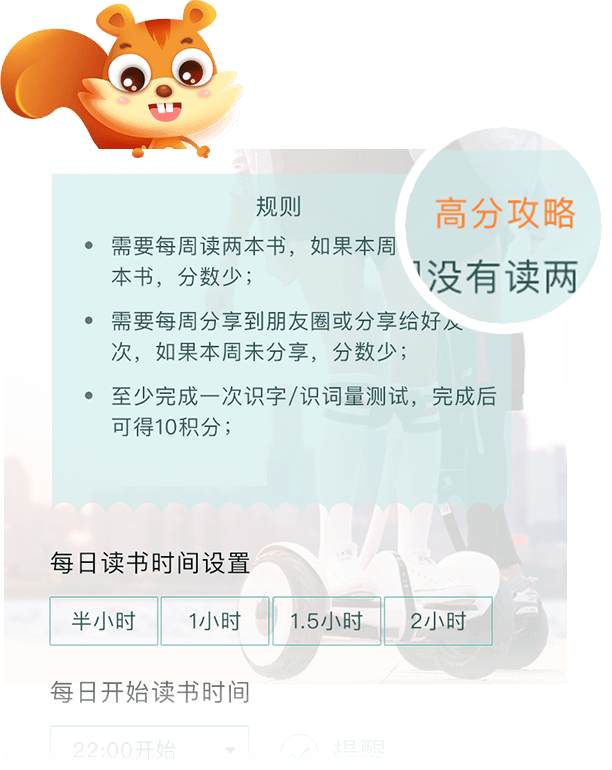 规则
高分攻略
没有读两
需要每周读两本书，如果本周
本书，分数少；
需要每周分享到朋友圈或分享给好友
次，如果本周未分享，分数少；
至少完成一次识字/识词量测试，完成后
可得10积分；
每日读书时间设置
半小时
1小时
1.5小时
2小时
每日开始读书时间
22:00开始
提醒